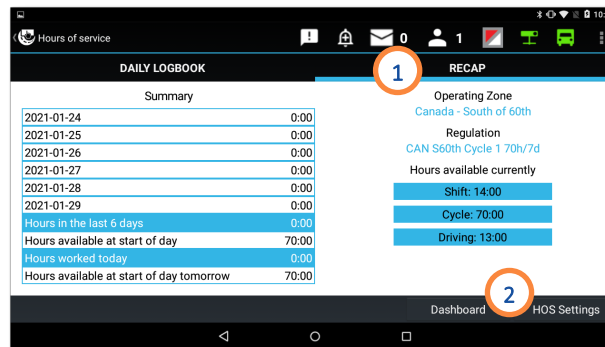 10:
Hours of service
0
1
DAILY LOGBOOK
1
RECAP
Summary
2021-01-24 0:00
2021-01-25 0:00
2021-01-26 0:00
2021-01-27 0:00
2021-01-28 0:00
2021-01-29 0:00
Hours in the last 6 days 0:00
Hours available at start of day 70:00
Hours worked today 0:00
Hours available at start of day tomorrow 70:00
Operating Zone
Canada - South of 60th
Regulation
CAN S60th Cycle 1 70h/7d
Hours available currently
Shift: 14:00
Cycle: 70:00
Driving: 13:00
Dashboard
2
HOS Settings